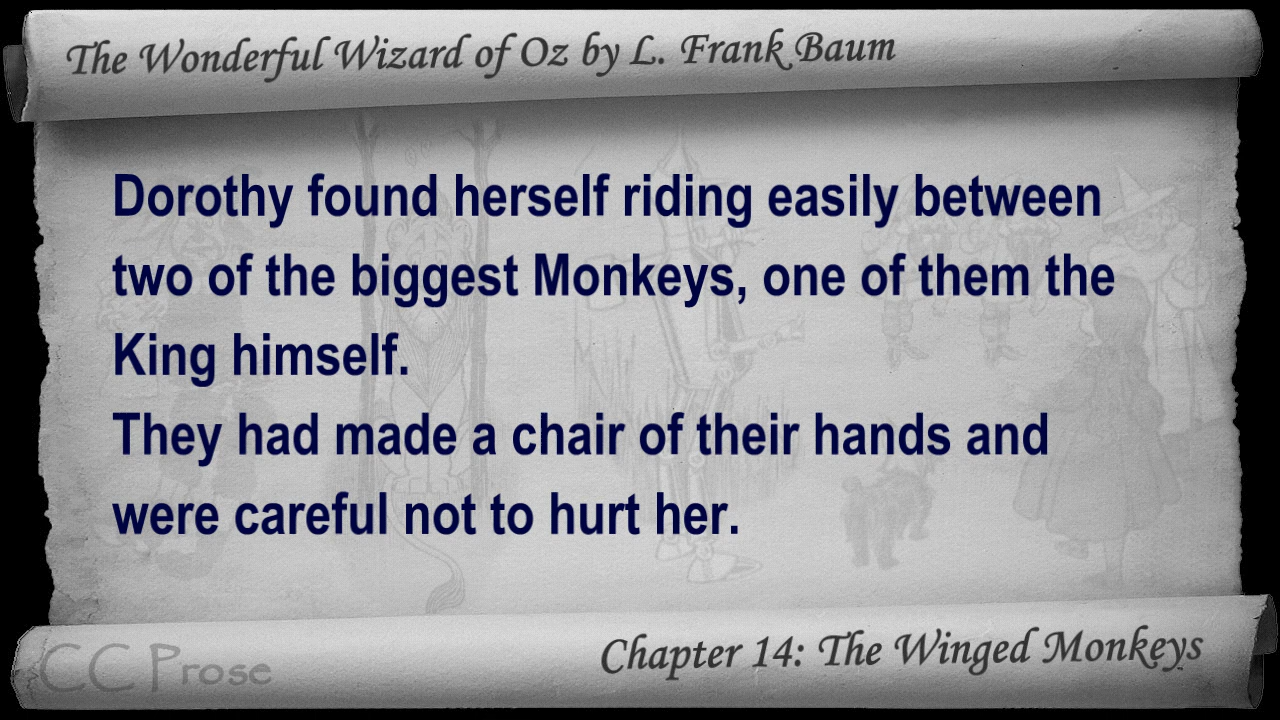 The Wonderful Wizard of Oz by L. Frank Baum
Dorothy found herself riding easily between
two of the biggest Monkeys, one of them the
King himself.
They had made a chair of their hands and
were careful not to hurt her.
CC Prose
Chapter 14: The Winged Monkeys